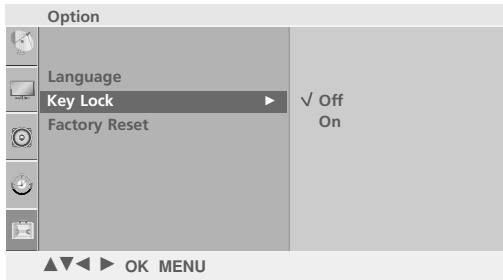 Option
Language
Key Lock ► √ Off
Factory Reset On
▲▼◄ ► OK MENU